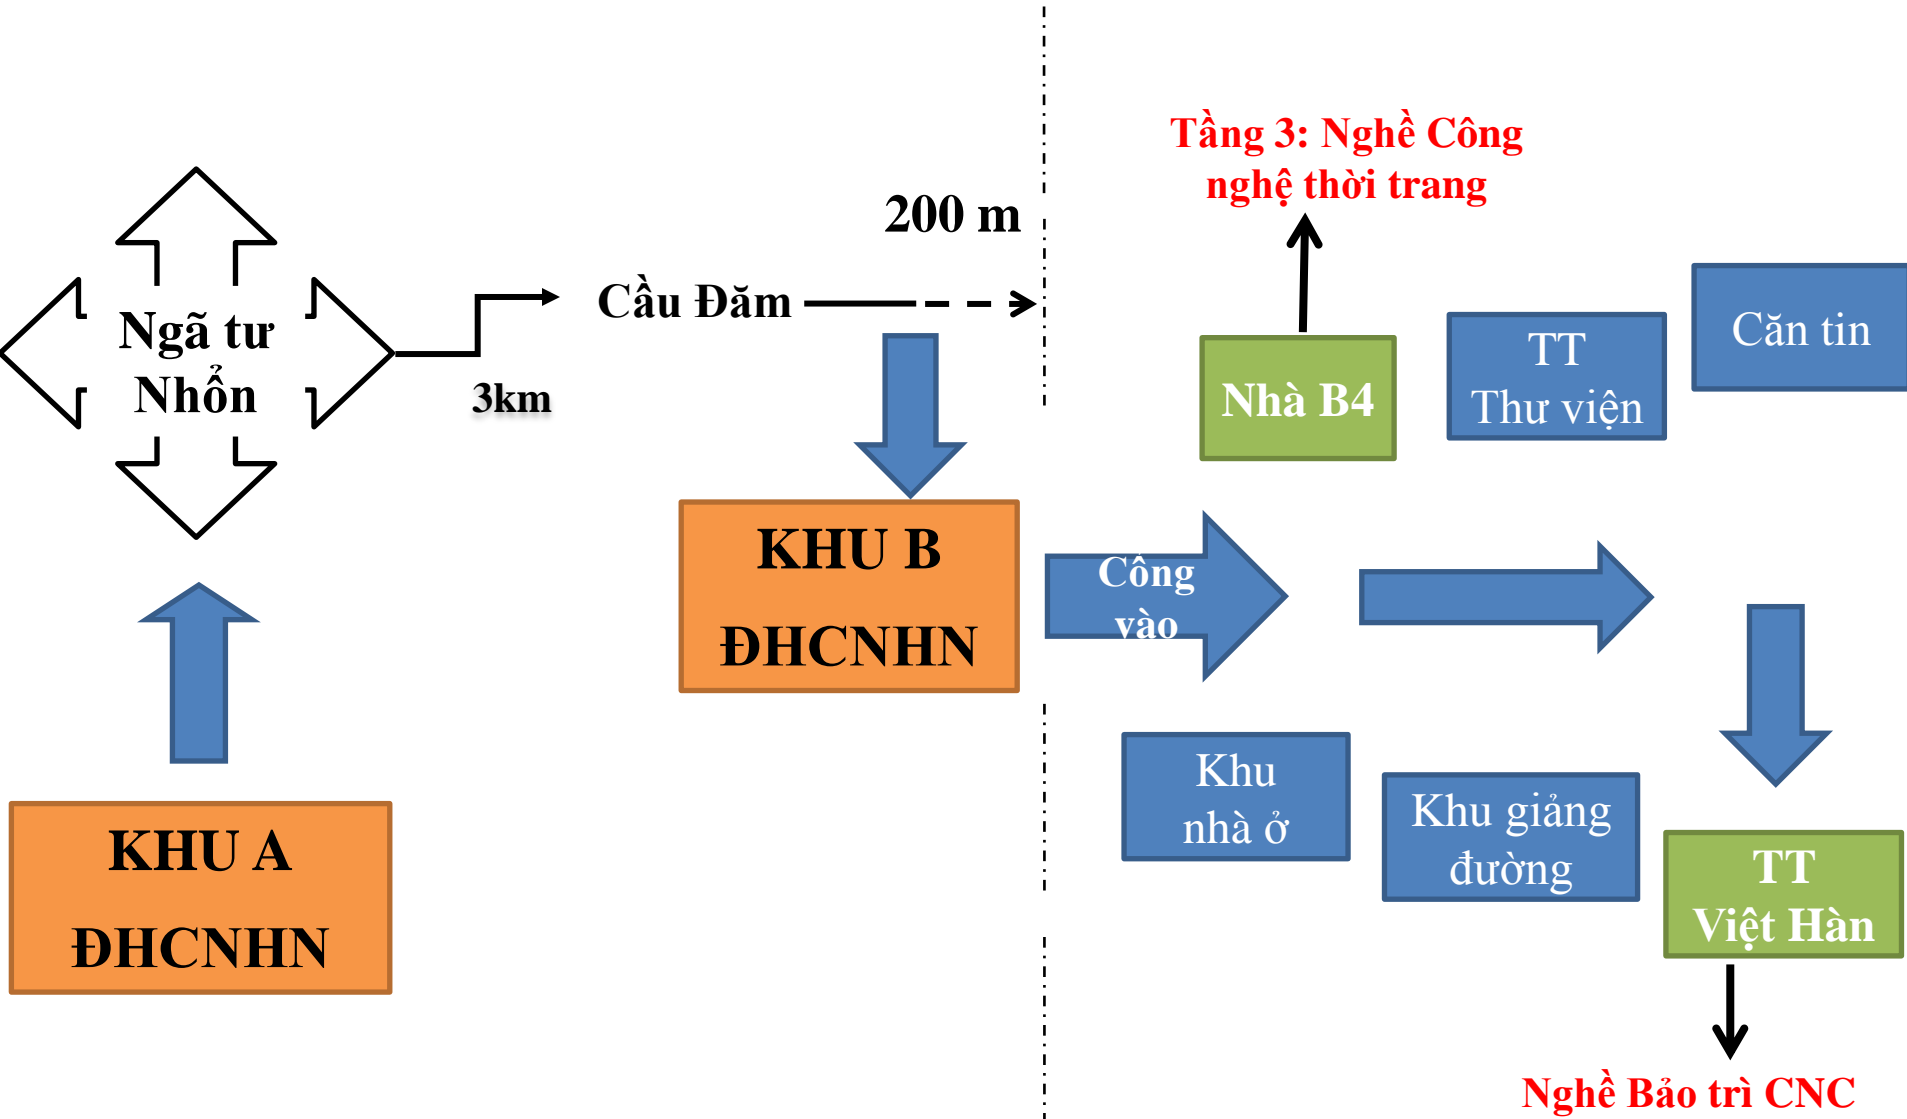 Tầng 3: Nghề Công
nghệ thời trang
200 m
Cầu Đăm
Ngã tư
Nhổn
3km
Nhà B4
TT
Thư viện
Căn tin
KHU B
ĐHCNHN
Cổng
vào
KHU A
ĐHCNHN
Khu
nhà ở
Khu giảng
đường
TT
Việt Hàn
Nghề Bảo trì CNC